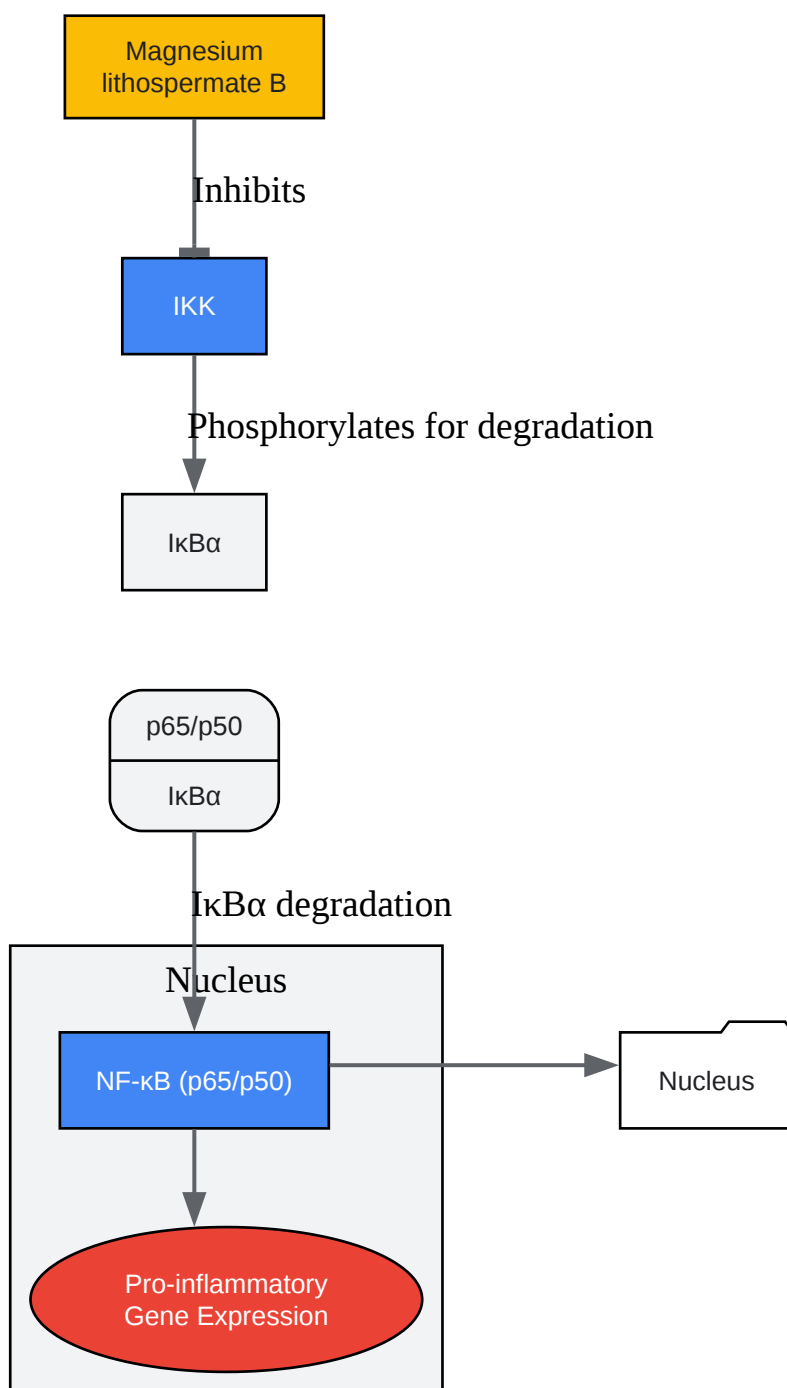 Magnesium
lithospermate B
Inhibits
IKK
Phosphorylates for degradation
IκBα
p65/p50
IκBα
IκBα degradation
Nucleus
NF-κB (p65/p50)
Nucleus
Pro-inflammatory
Gene Expression